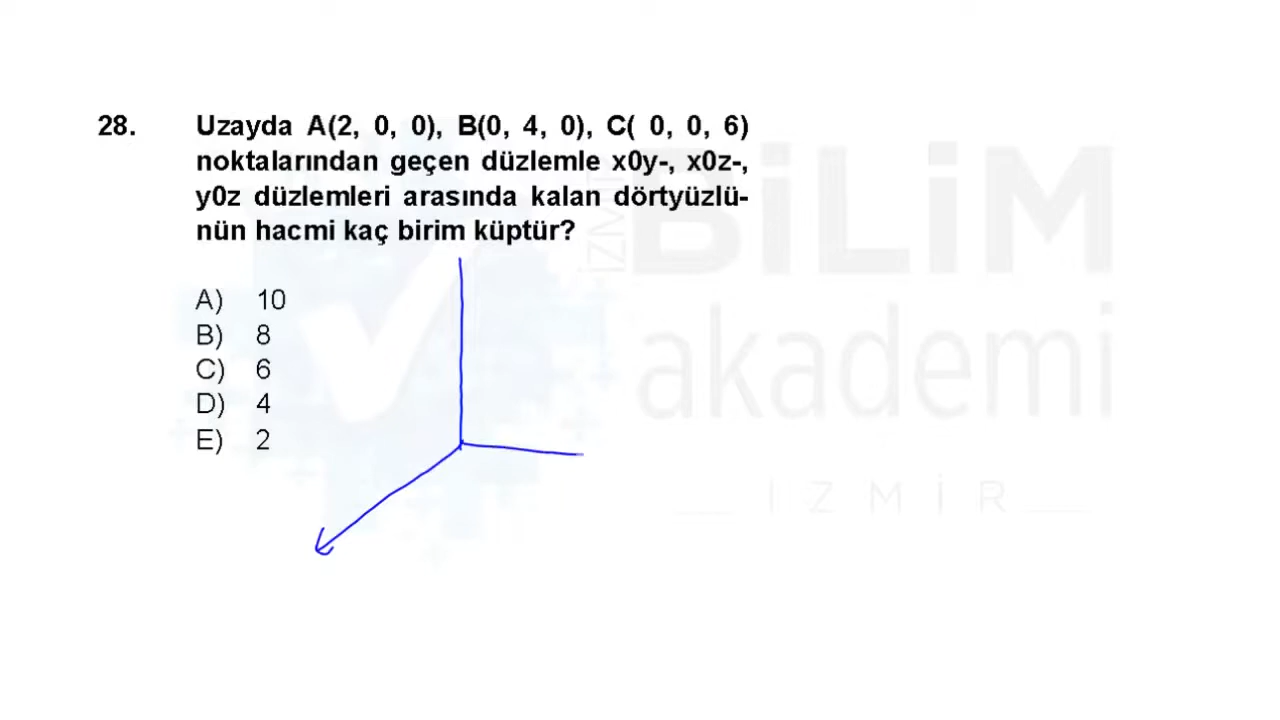 28. Uzayda A(2, 0, 0), B(0, 4, 0), C( 0, 0, 6)
noktalarından geçen düzlemle x0y-, x0z-,
y0z düzlemleri arasında kalan dörtyüzlü-
nün hacmi kaç birim küptür?
A) 10
B) 8
C) 6
D) 4
E) 2
İZMİR
BİLİM
akademi
İZMİR